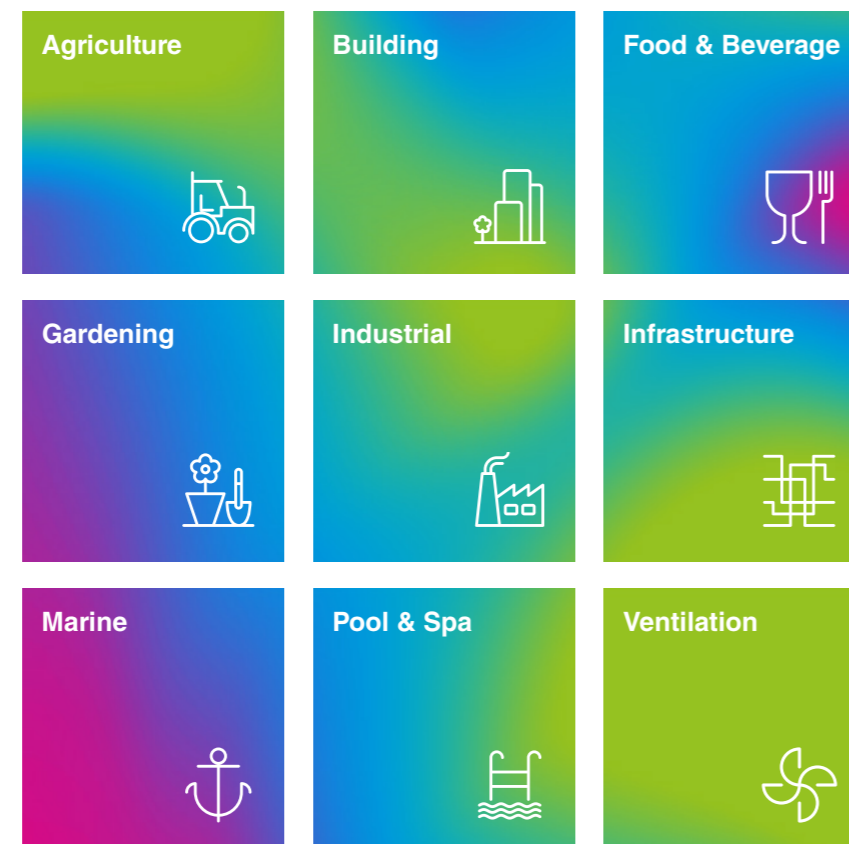 Agriculture
Building
Food & Beverage
Gardening
Industrial
Infrastructure
Marine
Pool & Spa
Ventilation